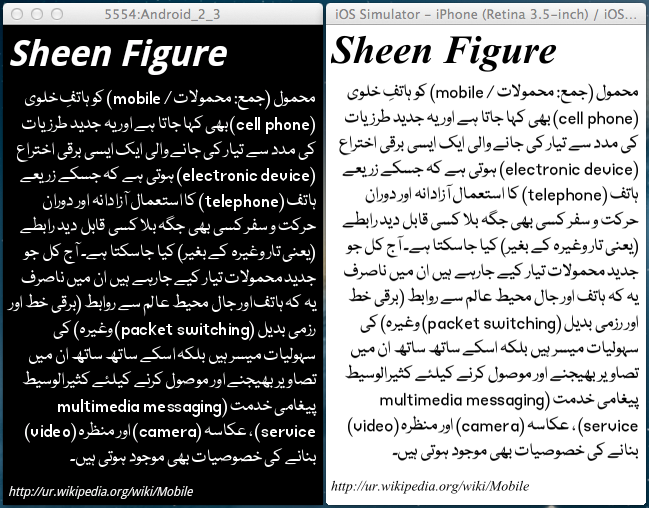 5554:Android_2_3
Sheen Figure
محمول (جمع: محمولات / mobile) کو ہاتفِ خلوی
(cell phone) بھی کہا جاتا ہے اور یہ جدید طرزیات
کی مدد سے تیار کی جانے والی ایک ایسی برقی اختراع
(electronic device) ہوتی ہے کہ جسکے زریعے
ہاتف (telephone) کا استعمال آزادانہ اور دوران
حرکت و سفر کسی بھی جگہ بلا کسی قابل دید رابطے
(یعنی تار وغیرہ کے بغیر) کیا جاسکتا ہے۔ آج کل جو
جدید محمولات تیار کیے جارہے ہیں ان میں ناصرف
یہ کہ ہاتف اور جال محیط عالم سے روابط (برقی خط اور
رزمی بدیل (packet switching) وغیرہ) کی
سہولیات میسر ہیں بلکہ اسکے ساتھ ساتھ ان میں
تصاویر بھیجنے اور موصول کرنے کیلئے کثیرالوسیط
پیغامی خدمت (multimedia messaging
service) ، عکاسہ (camera) اور منظرہ (video)
بنانے کی خصوصیات بھی موجود ہوتی ہیں۔
http://ur.wikipedia.org/wiki/Mobile
iOS Simulator – iPhone (Retina 3.5-inch) / iOS...
Sheen Figure
محمول (جمع: محمولات / mobile) کو ہاتفِ خلوی
(cell phone) بھی کہا جاتا ہے اور یہ جدید طرزیات
کی مدد سے تیار کی جانے والی ایک ایسی برقی اختراع
(electronic device) ہوتی ہے کہ جسکے زریعے
ہاتف (telephone) کا استعمال آزادانہ اور دوران
حرکت و سفر کسی بھی جگہ بلا کسی قابل دید رابطے
(یعنی تار وغیرہ کے بغیر) کیا جاسکتا ہے۔ آج کل جو
جدید محمولات تیار کیے جارہے ہیں ان میں ناصرف
یہ کہ ہاتف اور جال محیط عالم سے روابط (برقی خط اور
رزمی بدیل (packet switching) وغیرہ) کی
سہولیات میسر ہیں بلکہ اسکے ساتھ ساتھ ان میں
تصاویر بھیجنے اور موصول کرنے کیلئے کثیرالوسیط
پیغامی خدمت (multimedia messaging
service) ، عکاسہ (camera) اور منظرہ (video)
بنانے کی خصوصیات بھی موجود ہوتی ہیں۔
http://ur.wikipedia.org/wiki/Mobile